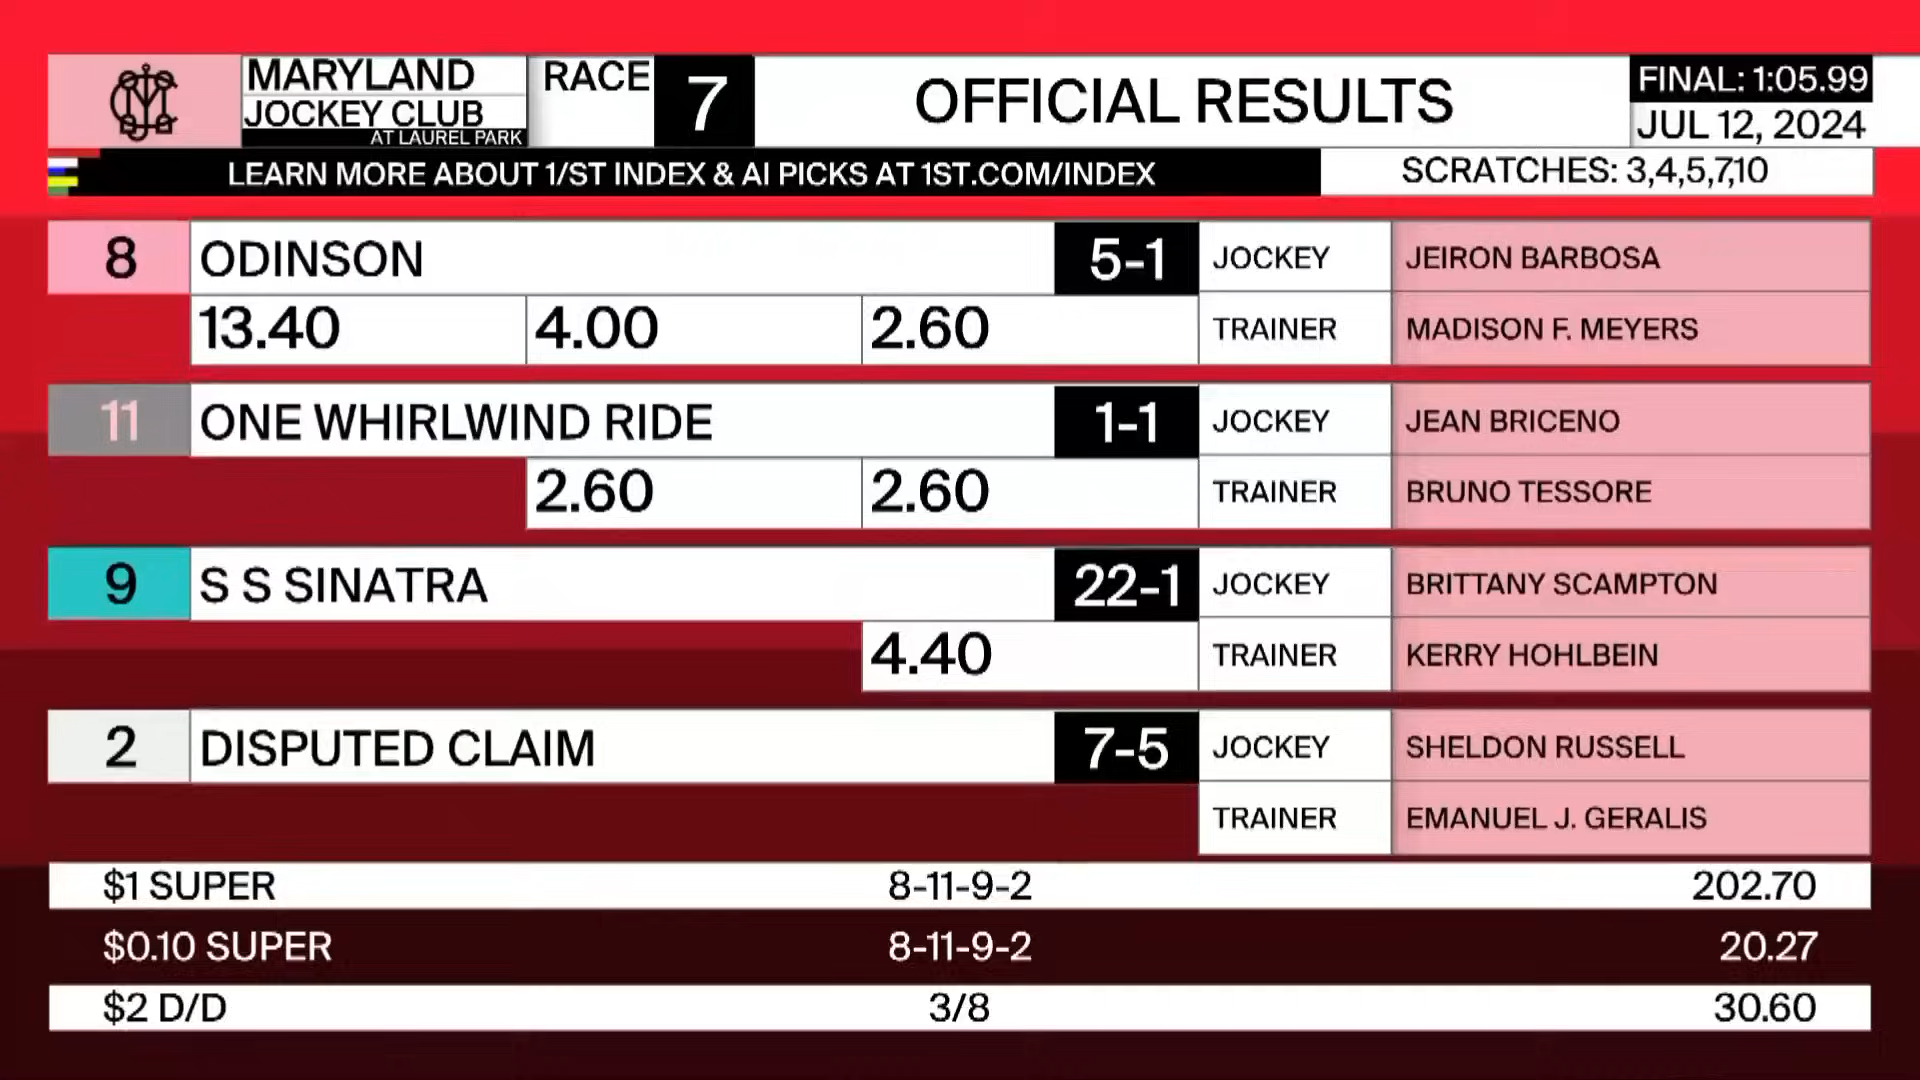 MARYLAND
JOCKEY CLUB
AT LAUREL PARK
RACE 7
OFFICIAL RESULTS
FINAL: 1:05.99
JUL 12, 2024
LEARN MORE ABOUT 1/ST INDEX & AI PICKS AT 1ST.COM/INDEX
SCRATCHES: 3,4,5,7,10
8 ODINSON 5-1 JOCKEY JEIRON BARBOSA
13.40 4.00 2.60 TRAINER MADISON F. MEYERS
11 ONE WHIRLWIND RIDE 1-1 JOCKEY JEAN BRICENO
2.60 2.60 TRAINER BRUNO TESSORE
9 S S SINATRA 22-1 JOCKEY BRITTANY SCAMPTON
4.40 TRAINER KERRY HOHLBEIN
2 DISPUTED CLAIM 7-5 JOCKEY SHELDON RUSSELL
TRAINER EMANUEL J. GERALIS
$1 SUPER 8-11-9-2 202.70
$0.10 SUPER 8-11-9-2 20.27
$2 D/D 3/8 30.60